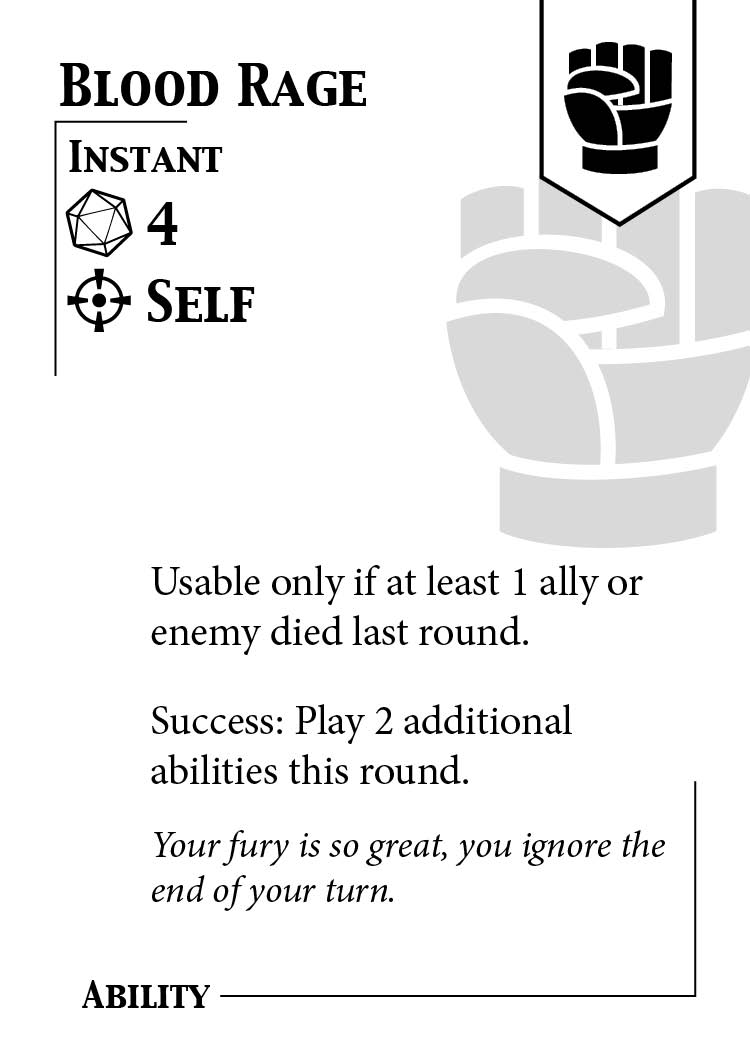 Blood Rage
Instant
4
Self
Usable only if at least 1 ally or
enemy died last round.
Success: Play 2 additional
abilities this round.
Your fury is so great, you ignore the
end of your turn.
Ability